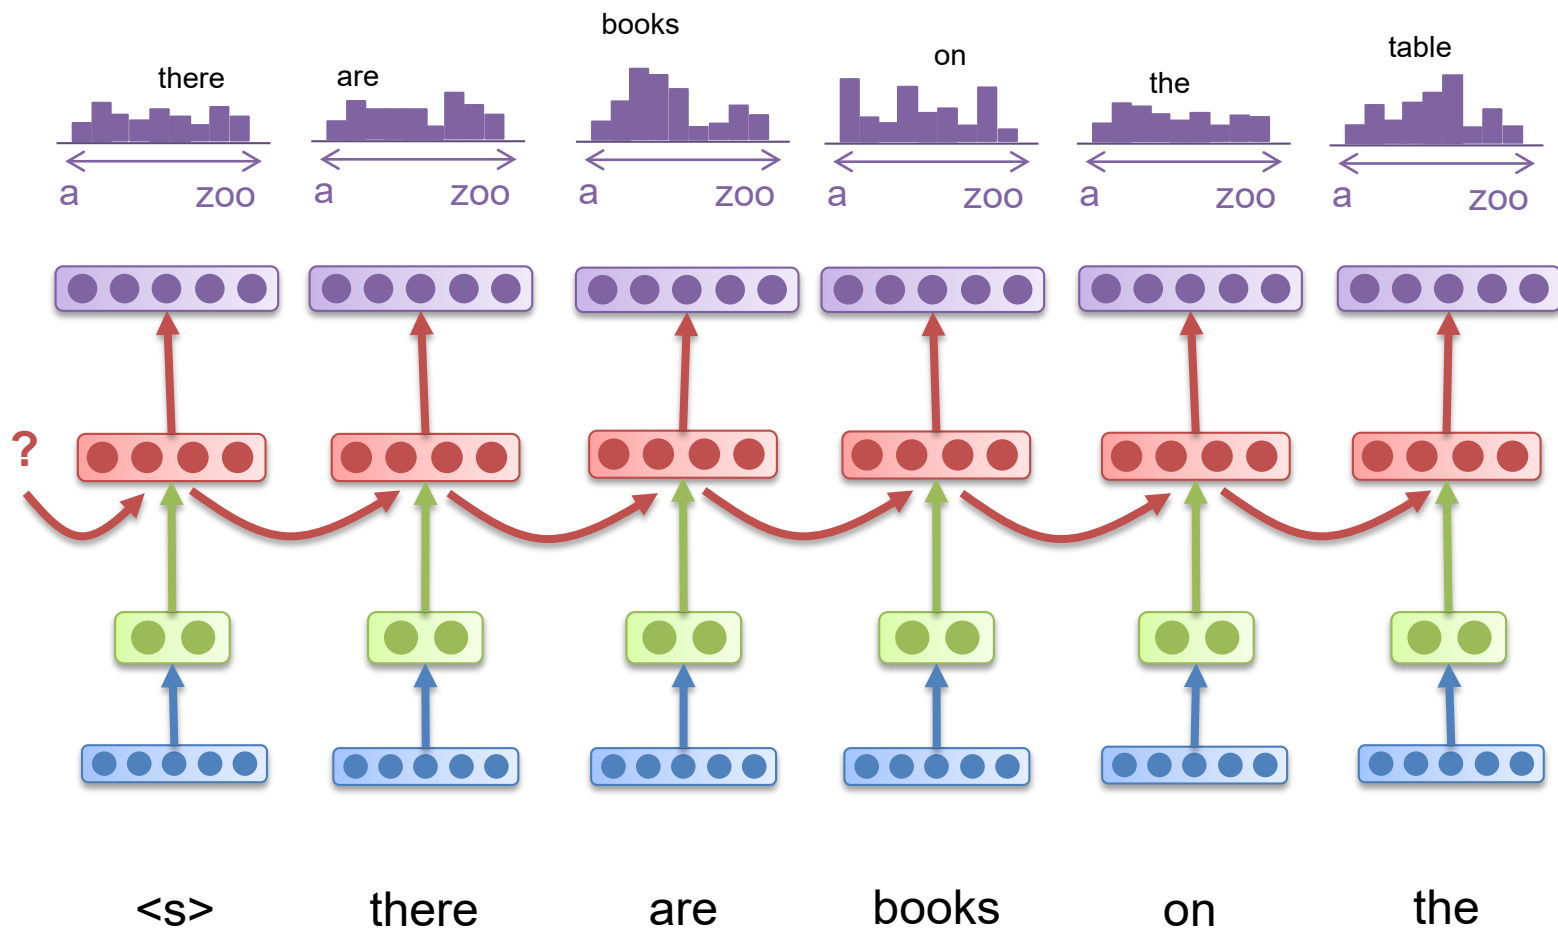 there are books on the table
a zoo a zoo a zoo a zoo a zoo a zoo
?
<s> there are books on the